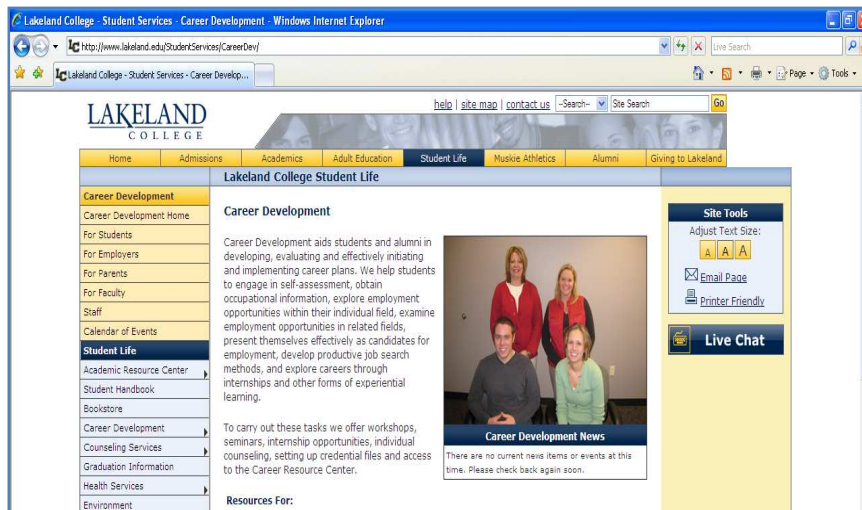 Lakeland College - Student Services - Career Development - Windows Internet Explorer
http://www.lakeland.edu/StudentServices/CareerDev/
Live Search
Lakeland College - Student Services - Career Develop...
Page
Tools
help | site map | contact us
--Search--
Site Search
Go
LAKELAND
COLLEGE
Home
Admissions
Academics
Adult Education
Student Life
Muskie Athletics
Alumni
Giving to Lakeland
Lakeland College Student Life
Career Development
Career Development Home
For Students
For Employers
For Parents
For Faculty
Staff
Calendar of Events
Student Life
Academic Resource Center
Student Handbook
Bookstore
Career Development
Counseling Services
Graduation Information
Health Services
Environment
Career Development
Career Development aids students and alumni in
developing, evaluating and effectively initiating
and implementing career plans. We help students
to engage in self-assessment, obtain
occupational information, explore employment
opportunities within their individual field, examine
employment opportunities in related fields,
present themselves effectively as candidates for
employment, develop productive job search
methods, and explore careers through
internships and other forms of experiential
learning.
To carry out these tasks we offer workshops,
seminars, internship opportunities, individual
counseling, setting up credential files and access
to the Career Resource Center.
Resources For:
Career Development News
There are no current news items or events at this
time. Please check back again soon.
Site Tools
Adjust Text Size:
A A A
Email Page
Printer Friendly
Live Chat